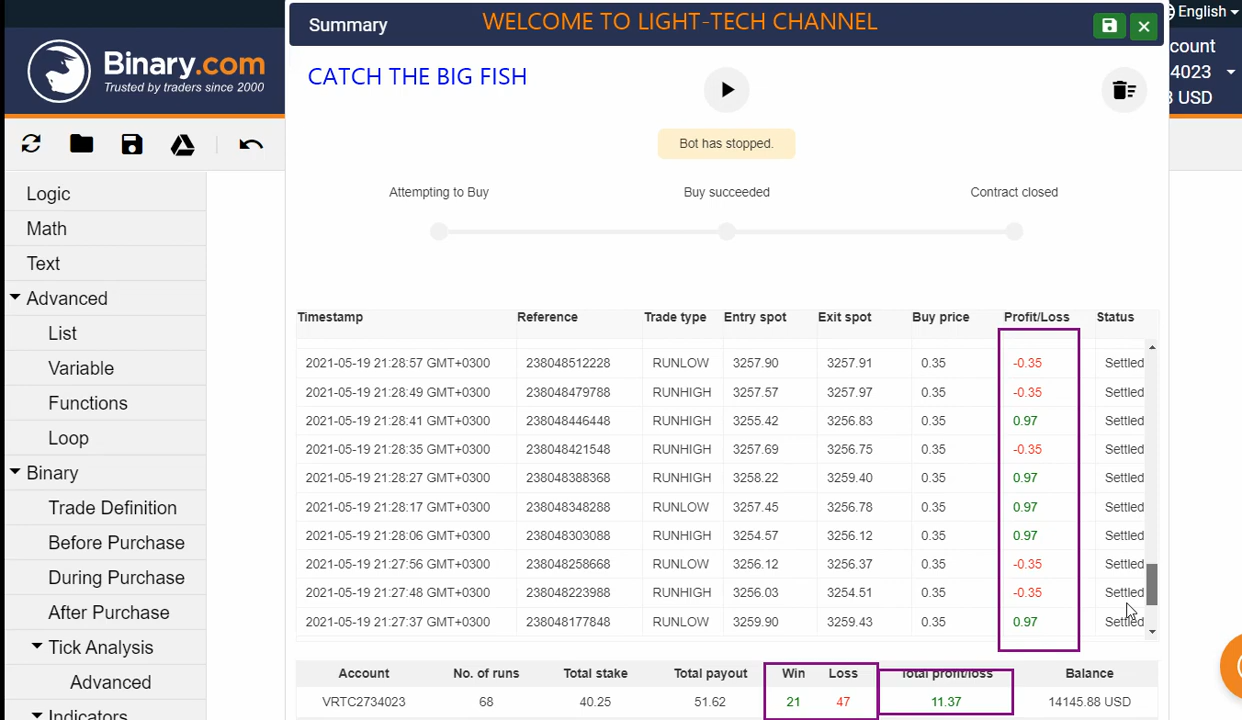 Summary
WELCOME TO LIGHT-TECH CHANNEL
English
Binary.com
Trusted by traders since 2000
count
4023
8 USD
CATCH THE BIG FISH
Bot has stopped.
Attempting to Buy Buy succeeded Contract closed
Logic
Math
Text
Advanced
List
Variable
Functions
Loop
Binary
Trade Definition
Before Purchase
During Purchase
After Purchase
Tick Analysis
Advanced
Indicators
Timestamp Reference Trade type Entry spot Exit spot Buy price Profit/Loss Status
2021-05-19 21:28:57 GMT+0300 238048512228 RUNLOW 3257.90 3257.91 0.35 -0.35 Settled
2021-05-19 21:28:49 GMT+0300 238048479788 RUNHIGH 3257.57 3257.97 0.35 -0.35 Settled
2021-05-19 21:28:41 GMT+0300 238048446448 RUNHIGH 3255.42 3256.83 0.35 0.97 Settled
2021-05-19 21:28:35 GMT+0300 238048421548 RUNHIGH 3257.69 3256.75 0.35 -0.35 Settled
2021-05-19 21:28:27 GMT+0300 238048388368 RUNHIGH 3258.22 3259.40 0.35 0.97 Settled
2021-05-19 21:28:17 GMT+0300 238048348288 RUNLOW 3257.45 3256.78 0.35 0.97 Settled
2021-05-19 21:28:06 GMT+0300 238048303088 RUNHIGH 3254.57 3256.12 0.35 0.97 Settled
2021-05-19 21:27:56 GMT+0300 238048258668 RUNLOW 3256.12 3256.37 0.35 -0.35 Settled
2021-05-19 21:27:48 GMT+0300 238048223988 RUNHIGH 3256.03 3254.51 0.35 -0.35 Settled
2021-05-19 21:27:37 GMT+0300 238048177848 RUNLOW 3259.90 3259.43 0.35 0.97 Settled
Account No. of runs Total stake Total payout Win Loss Total profit/loss Balance
VRTC2734023 68 40.25 51.62 21 47 11.37 14145.88 USD